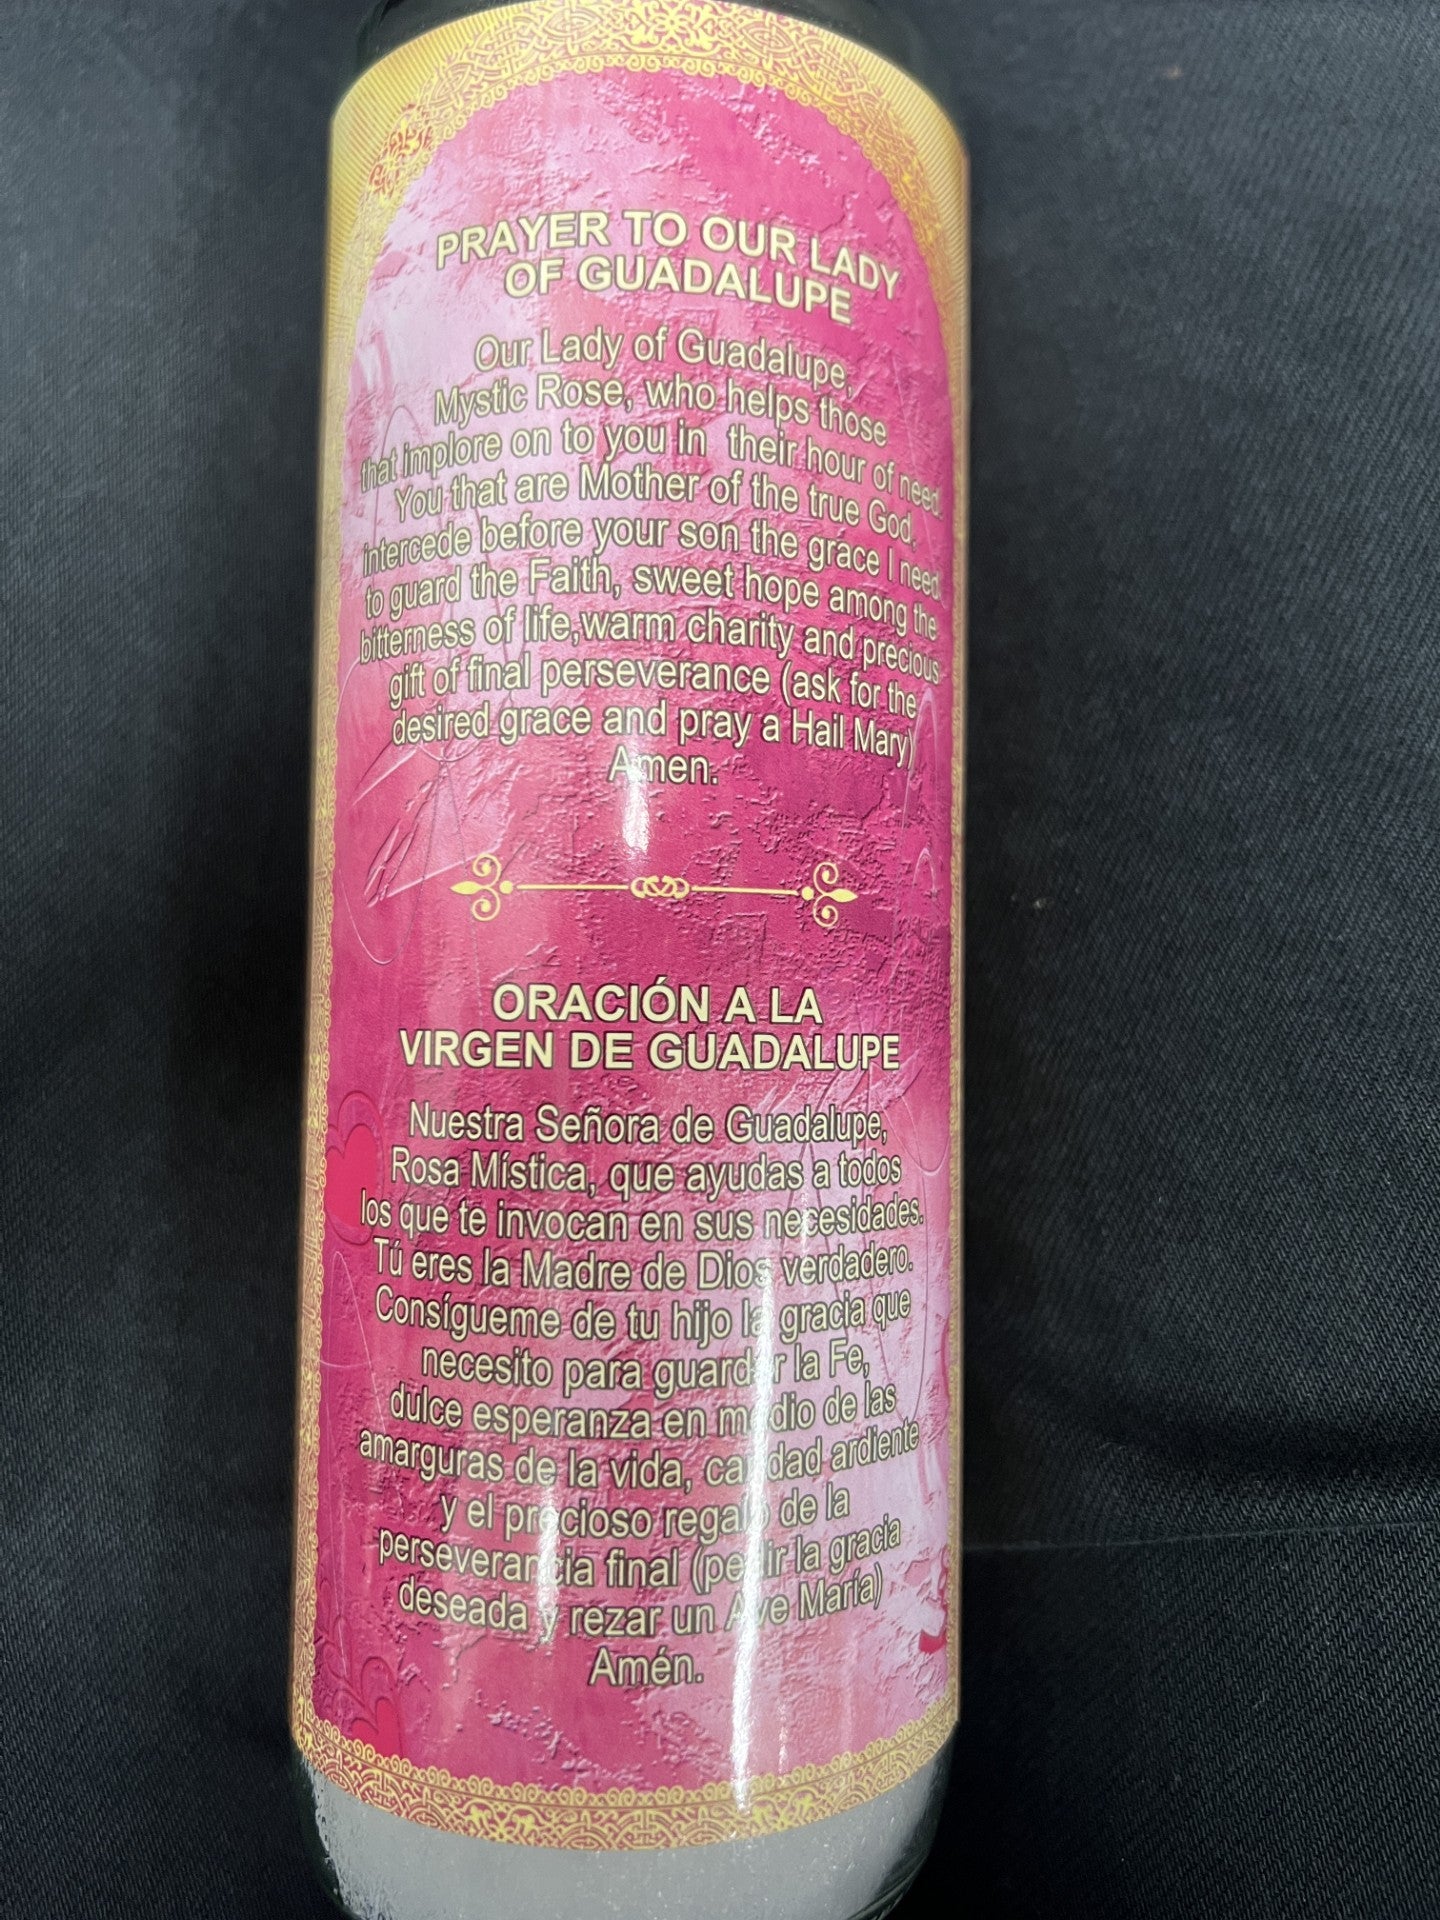 PRAYER TO OUR LADY
OF GUADALUPE
Our Lady of Guadalupe,
Mystic Rose, who helps those
that implore on to you in their hour of need.
You that are Mother of the true God,
intercede before your son the grace I need
to guard the Faith, sweet hope among the
bitterness of life,warm charity and precious
gift of final perseverance (ask for the
desired grace and pray a Hail Mary)
Amen.
ORACIÓN A LA
VIRGEN DE GUADALUPE
Nuestra Señora de Guadalupe,
Rosa Mística, que ayudas a todos
los que te invocan en sus necesidades.
Tú eres la Madre de Dios verdadero.
Consígueme de tu hijo la gracia que
necesito para guardar la Fe,
dulce esperanza en medio de las
amarguras de la vida, caridad ardiente
y el precioso regalo de la
perseverancia final (pedir la gracia
deseada y rezar un Ave María)
Amén.